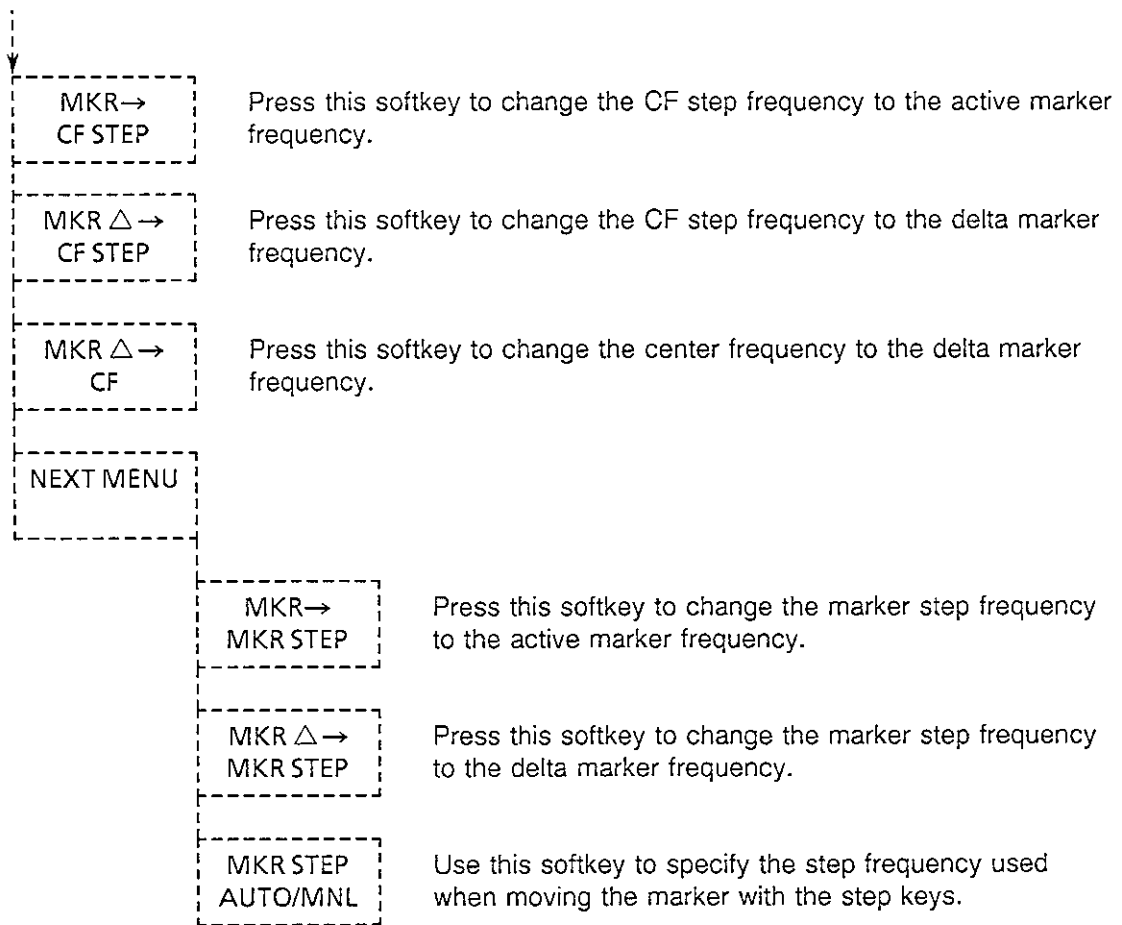 MKR→
CF STEP
Press this softkey to change the CF step frequency to the active marker
frequency.
MKR △→
CF STEP
Press this softkey to change the CF step frequency to the delta marker
frequency.
MKR △→
CF
Press this softkey to change the center frequency to the delta marker
frequency.
NEXT MENU
MKR→
MKR STEP
Press this softkey to change the marker step frequency
to the active marker frequency.
MKR △→
MKR STEP
Press this softkey to change the marker step frequency
to the delta marker frequency.
MKR STEP
AUTO/MNL
Use this softkey to specify the step frequency used
when moving the marker with the step keys.